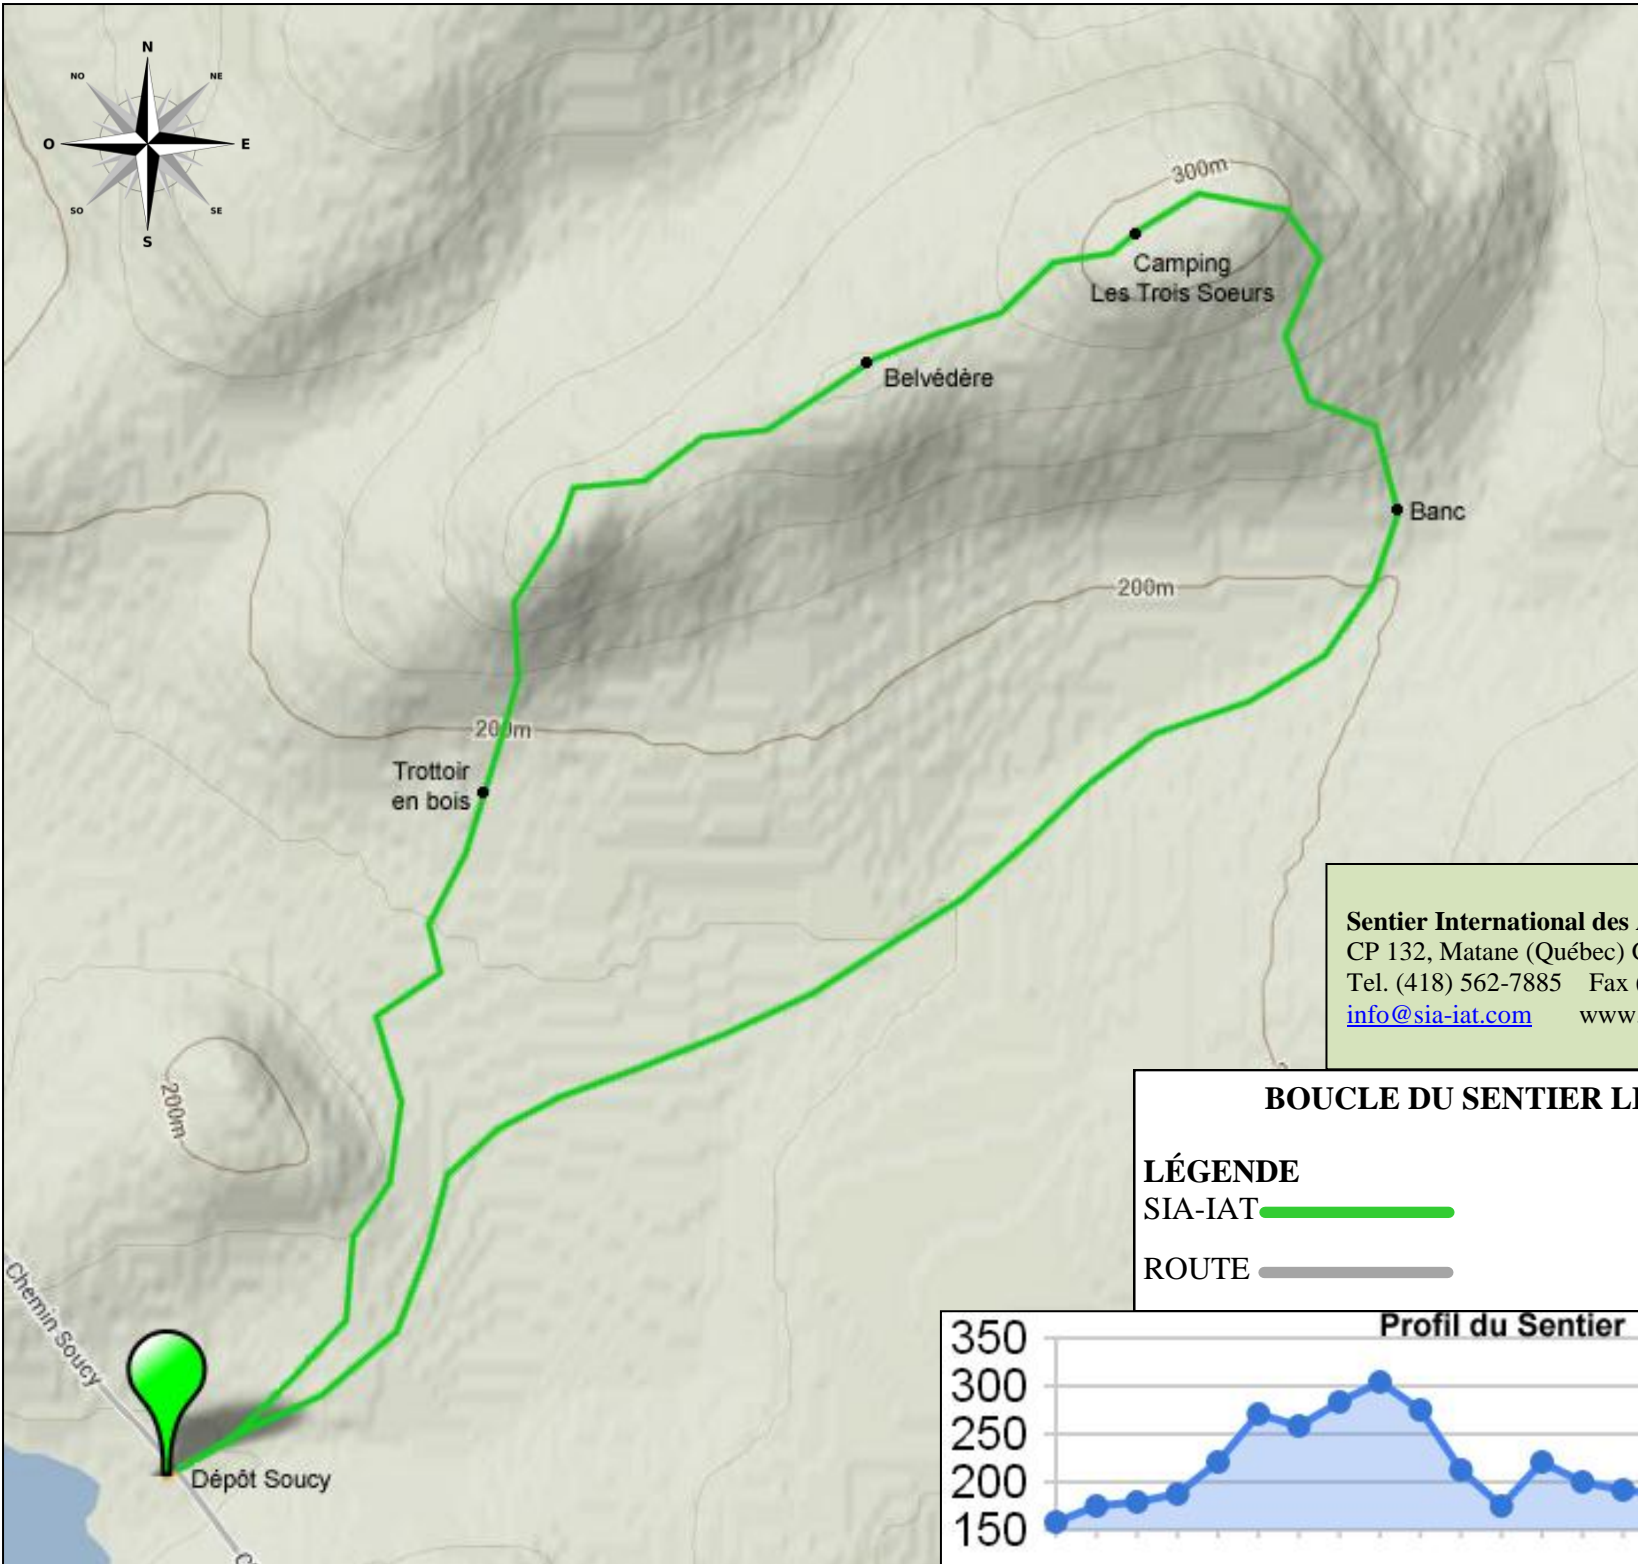 N
NO
NE
O
E
SO
SE
S
300m
Camping
Les Trois Soeurs
Belvédère
Banc
200m
200m
Trottoir
en bois
200m
Chemin Soucy
Dépôt Soucy
Sentier International des
CP 132, Matane (Québec)
Tel. (418) 562-7885 Fax (
info@sia-iat.com www.
BOUCLE DU SENTIER
LÉGENDE
SIA-IAT
ROUTE
Profil du Sentier
350
300
250
200
150